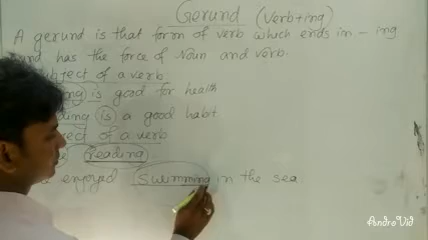 Gerund (Verb+ing)
A gerund is that form of verb which ends in - ing
has the force of Noun and verb.
of a verb
is good for health
is a good habit
of a verb
Reading
enjoyed Swimming in the sea.
AndroVid